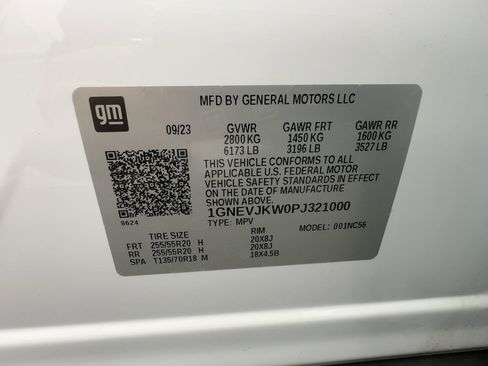 gm
MFD BY GENERAL MOTORS LLC
09/23 GVWR GAWR FRT GAWR RR
2800 KG 1450 KG 1600 KG
6173 LB 3196 LB 3527 LB
THIS VEHICLE CONFORMS TO ALL APPLICABLE
U.S. FEDERAL MOTOR
VEHICLE SAFETY STANDARDS IN EFFECT
ON THE DATE OF MANUFACTURE
SHOWN ABOVE.
1GNEVJKW0PJ321000
8624
TYPE: MPV MODEL: 001NC56
TIRE SIZE RIM
FRT 255/55R20 H 20X8J
RR 255/55R20 H 20X8J
SPA T135/70R18 M 18X4.5B